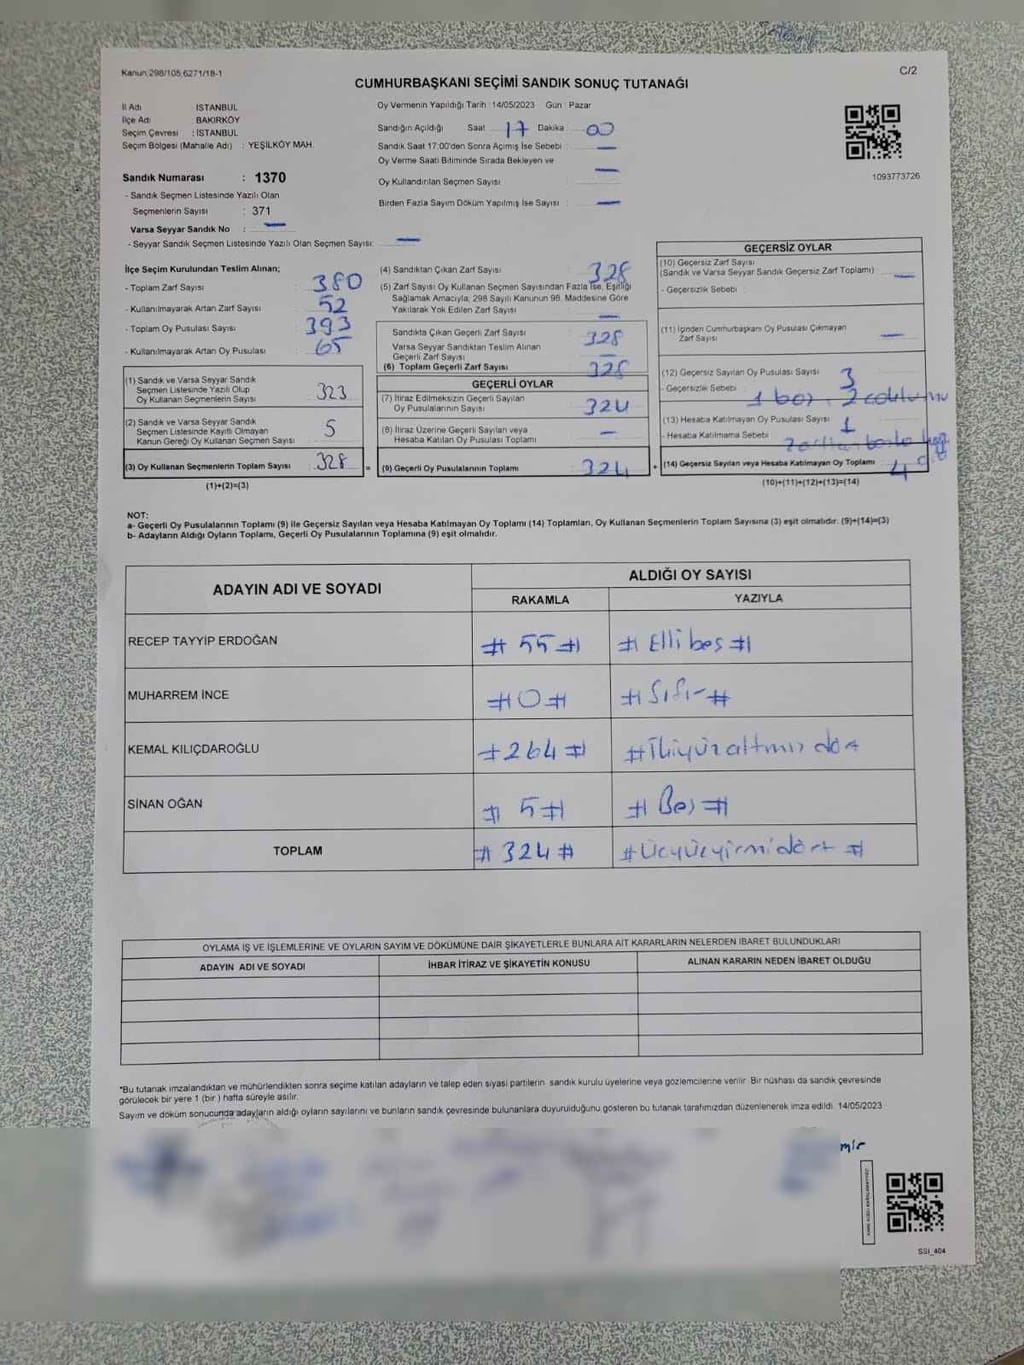 Kanun:298/105,6271/18-1
C/2
CUMHURBAŞKANI SEÇİMİ SANDIK SONUÇ TUTANAĞI
İl Adı İSTANBUL
İlçe Adı BAKIRKÖY
Seçim Çevresi : İSTANBUL
Seçim Bölgesi (Mahalle Adı) : YEŞİLKÖY MAH.
Oy Vermenin Yapıldığı Tarih :14/05/2023 Gün : Pazar
Sandığın Açıldığı Saat 17 Dakika 00
Sandık Saat 17.00'den Sonra Açılmış İse Sebebi : —
Oy Verme Saati Bitiminde Sırada Bekleyen ve
Oy Kullandırılan Seçmen Sayısı —
Birden Fazla Sayım Döküm Yapılmış İse Sayısı : —
1093773726
Sandık Numarası : 1370
- Sandık Seçmen Listesinde Yazılı Olan
Seçmenlerin Sayısı : 371
Varsa Seyyar Sandık No : —
- Seyyar Sandık Seçmen Listesinde Yazılı Olan Seçmen Sayısı: —
İlçe Seçim Kurulundan Teslim Alınan;
- Toplam Zarf Sayısı : 380
- Kullanılmayarak Artan Zarf Sayısı : 52
- Toplam Oy Pusulası Sayısı : 393
- Kullanılmayarak Artan Oy Pusulası : 65
(1) Sandık ve Varsa Seyyar Sandık
Seçmen Listesinde Yazılı Olup
Oy Kullanan Seçmenlerin Sayısı 323
(2) Sandık ve Varsa Seyyar Sandık
Seçmen Listesinde Kayıtlı Olmayan
Kanun Gereği Oy Kullanan Seçmen Sayısı 5
(3) Oy Kullanan Seçmenlerin Toplam Sayısı 328
(1)+(2)=(3)
(4) Sandıktan Çıkan Zarf Sayısı 328
(5) Zarf Sayısı Oy Kullanan Seçmen Sayısından Fazla İse, Eşitliği
Sağlamak Amacıyla, 298 Sayılı Kanunun 98. Maddesine Göre
Yakılarak Yok Edilen Zarf Sayısı —
Sandıkta Çıkan Geçerli Zarf Sayısı 328
Varsa Seyyar Sandıktan Teslim Alınan
Geçerli Zarf Sayısı —
(6) Toplam Geçerli Zarf Sayısı 328
GEÇERLİ OYLAR
(7) İtiraz Edilmeksizin Geçerli Sayılan
Oy Pusulalarının Sayısı 324
(8) İtiraz Üzerine Geçerli Sayılan veya
Hesaba Katılan Oy Pusulası Toplamı —
= (9) Geçerli Oy Pusulalarının Toplamı 324 +
GEÇERSİZ OYLAR
(10) Geçersiz Zarf Sayısı
(Sandık ve Varsa Seyyar Sandık Geçersiz Zarf Toplamı) —
- Geçersizlik Sebebi :
(11) İçinden Cumhurbaşkanı Oy Pusulası Çıkmayan
Zarf Sayısı —
(12) Geçersiz Sayılan Oy Pusulası Sayısı 3
- Geçersizlik Sebebi 1 boş, 2
(13) Hesaba Katılmayan Oy Pusulası Sayısı 1
- Hesaba Katılmama Sebebi
(14) Geçersiz Sayılan veya Hesaba Katılmayan Oy Toplamı 4
(10)+(11)+(12)+(13)=(14)
NOT:
a- Geçerli Oy Pusulalarının Toplamı (9) ile Geçersiz Sayılan veya Hesaba Katılmayan Oy Toplamı (14) Toplamları, Oy Kullanan Seçmenlerin Toplam Sayısına (3) eşit olmalıdır. (9)+(14)=(3)
b- Adayların Aldığı Oyların Toplamı, Geçerli Oy Pusulalarının Toplamına (9) eşit olmalıdır.
ADAYIN ADI VE SOYADI ALDIĞI OY SAYISI
RAKAMLA YAZIYLA
RECEP TAYYİP ERDOĞAN # 55 # # Elli beş #
MUHARREM İNCE #0# # Sıfır #
KEMAL KILIÇDAROĞLU #264# #İkiyüzaltmış dör
SİNAN OĞAN # 5# # Beş #
TOPLAM # 324# #Üçyüzyirmidört #
OYLAMA İŞ VE İŞLEMLERİNE VE OYLARIN SAYIM VE DÖKÜMÜNE DAİR ŞİKAYETLERLE BUNLARA AİT KARARLARIN NELERDEN İBARET BULUNDUKLARI
ADAYIN ADI VE SOYADI İHBAR İTİRAZ VE ŞİKAYETİN KONUSU ALINAN KARARIN NEDEN İBARET OLDUĞU
*Bu tutanak imzalandıktan ve mühürlendikten sonra seçime katılan adayların ve talep eden siyasi partilerin sandık kurulu üyelerine veya gözlemcilerine verilir. Bir nüshası da sandık çevresinde
görülecek bir yere 1 (bir ) hafta süreyle asılır.
Sayım ve döküm sonucunda adayların aldığı oyların sayılarını ve bunların sandık çevresinde bulunanlara duyurulduğunu gösteren bu tutanak tarafımızdan düzenlenerek imza edildi. 14/05/2023
SSİ_404